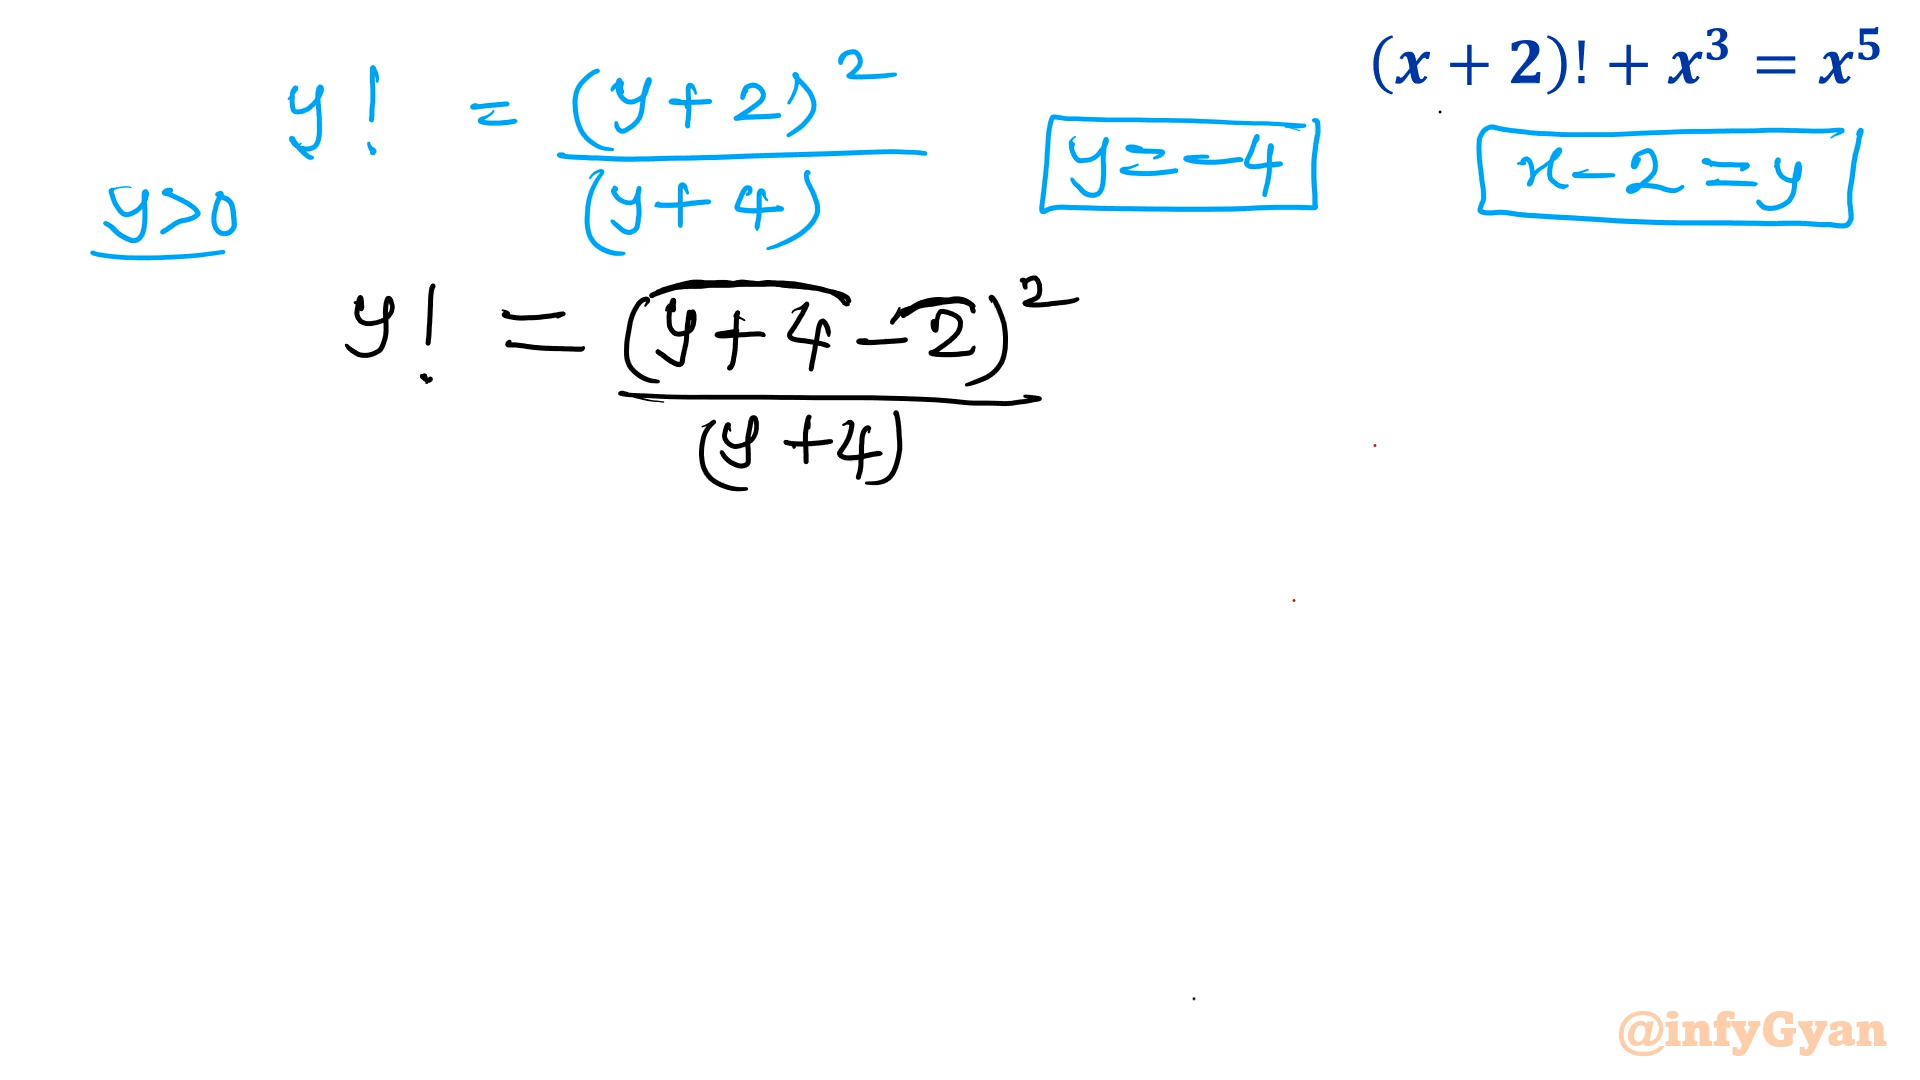 (x + 2)! + x³ = x⁵
y! = (y+2)² / (y+4)
y = -4
x - 2 = y
y>0
y! = (y+4-2)² / (y+4)
@infyGyan